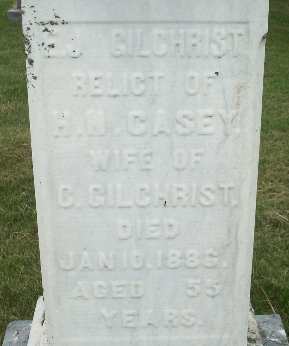 E.J. GILCHRIST
RELICT OF
H.M. CASEY.
WIFE OF
C. GILCHRIST.
DIED
JAN 10. 1886.
AGED 55
YEARS.